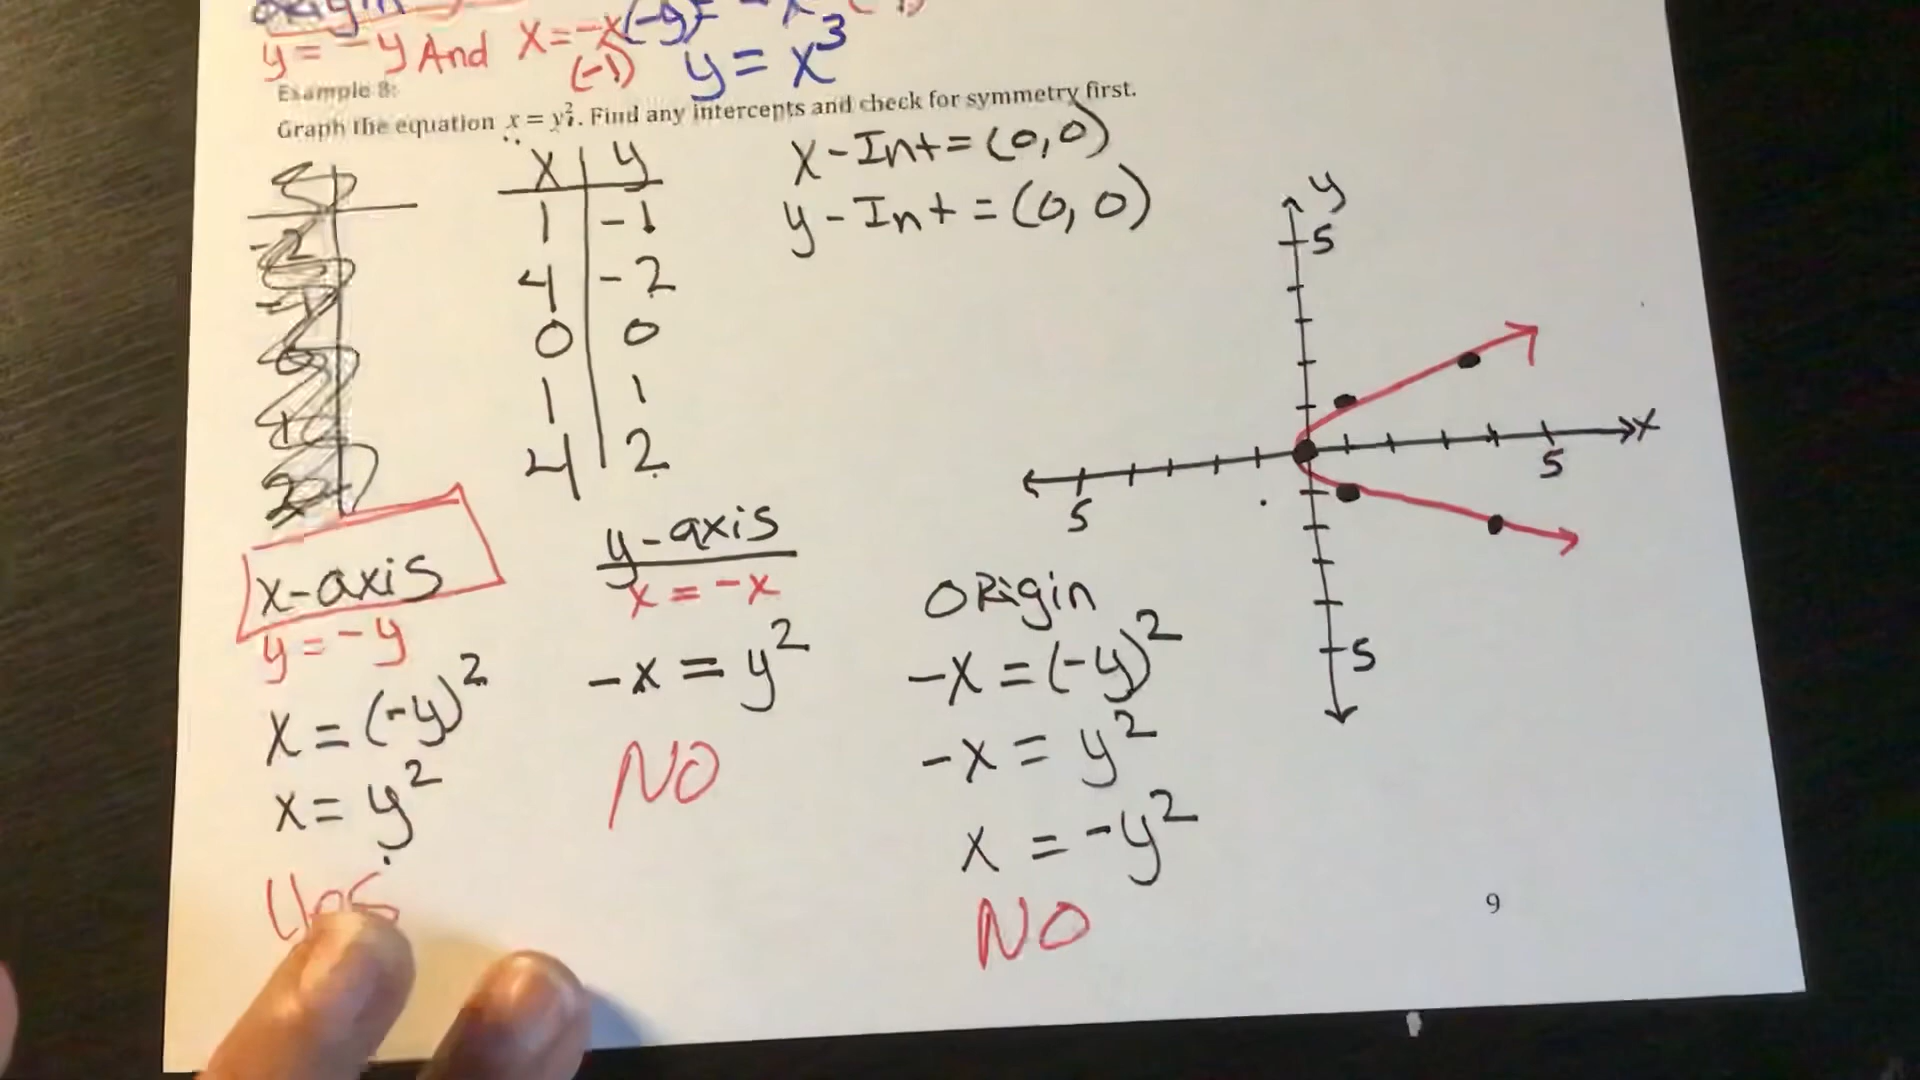 y = -y And x = -x (-y) = -x
(-1) y = x³
Example 8:
Graph the equation x = y². Find any intercepts and check for symmetry first.
x | y
1 | -1
4 | -2
0 | 0
1 | 1
4 | 2
x-Int = (0,0)
y-Int = (0,0)
y
5
x
5
5
5
x-axis
y = -y
x = (-y)²
x = y²
Yes
y-axis
x = -x
-x = y²
NO
ORigin
-x = (-y)²
-x = y²
x = -y²
NO
9